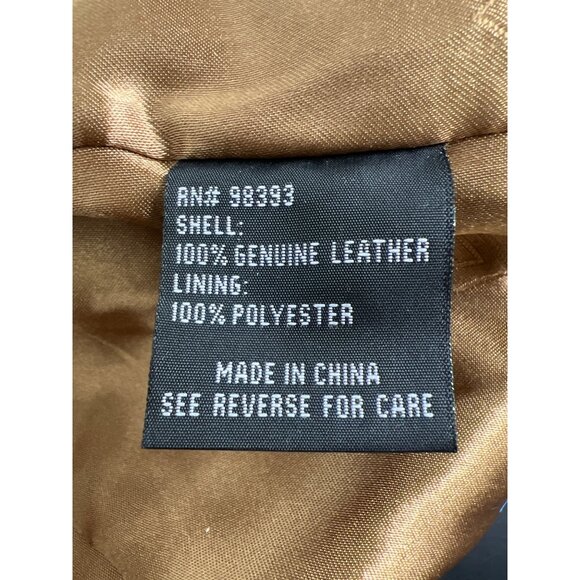 RN# 98393
SHELL:
100% GENUINE LEATHER
LINING:
100% POLYESTER
MADE IN CHINA
SEE REVERSE FOR CARE